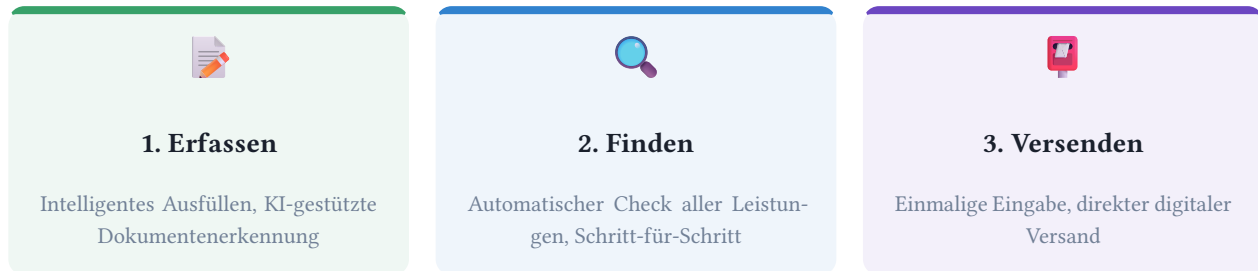 1. Erfassen
Intelligentes Ausfüllen, KI-gestützte
Dokumentenerkennung
2. Finden
Automatischer Check aller Leistun-
gen, Schritt-für-Schritt
3. Versenden
Einmalige Eingabe, direkter digitaler
Versand